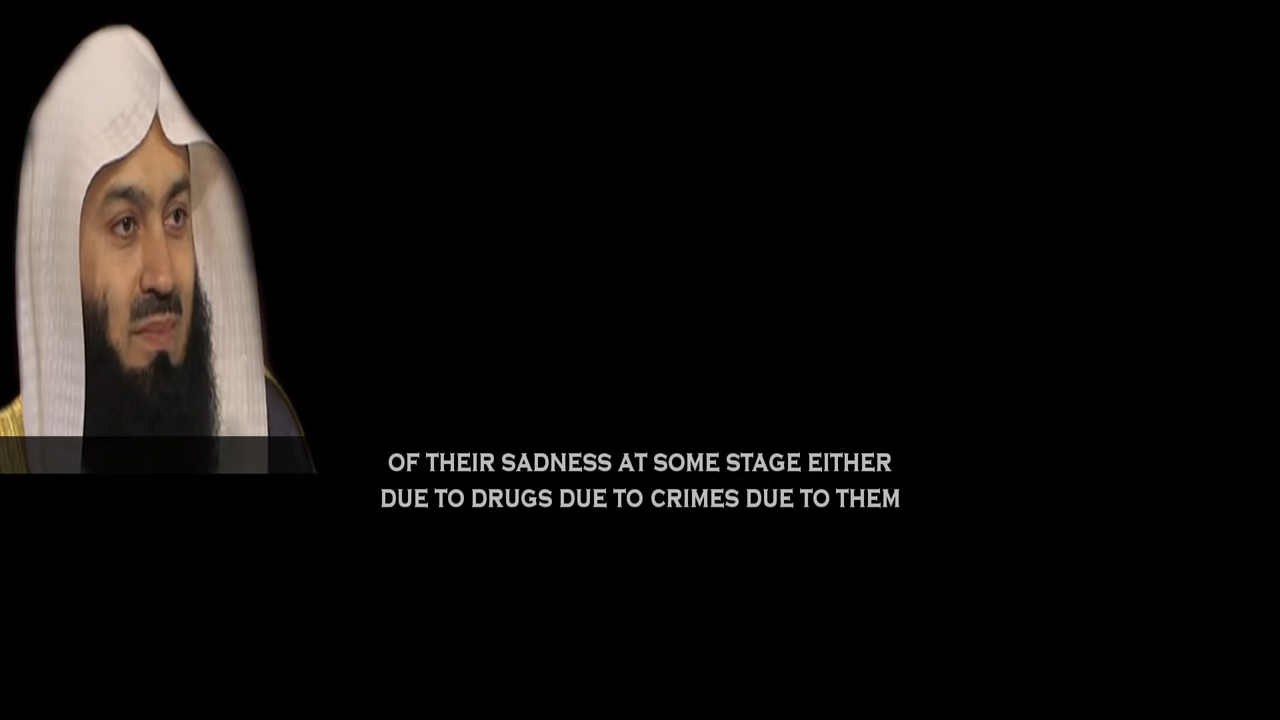 OF THEIR SADNESS AT SOME STAGE EITHER
DUE TO DRUGS DUE TO CRIMES DUE TO THEM